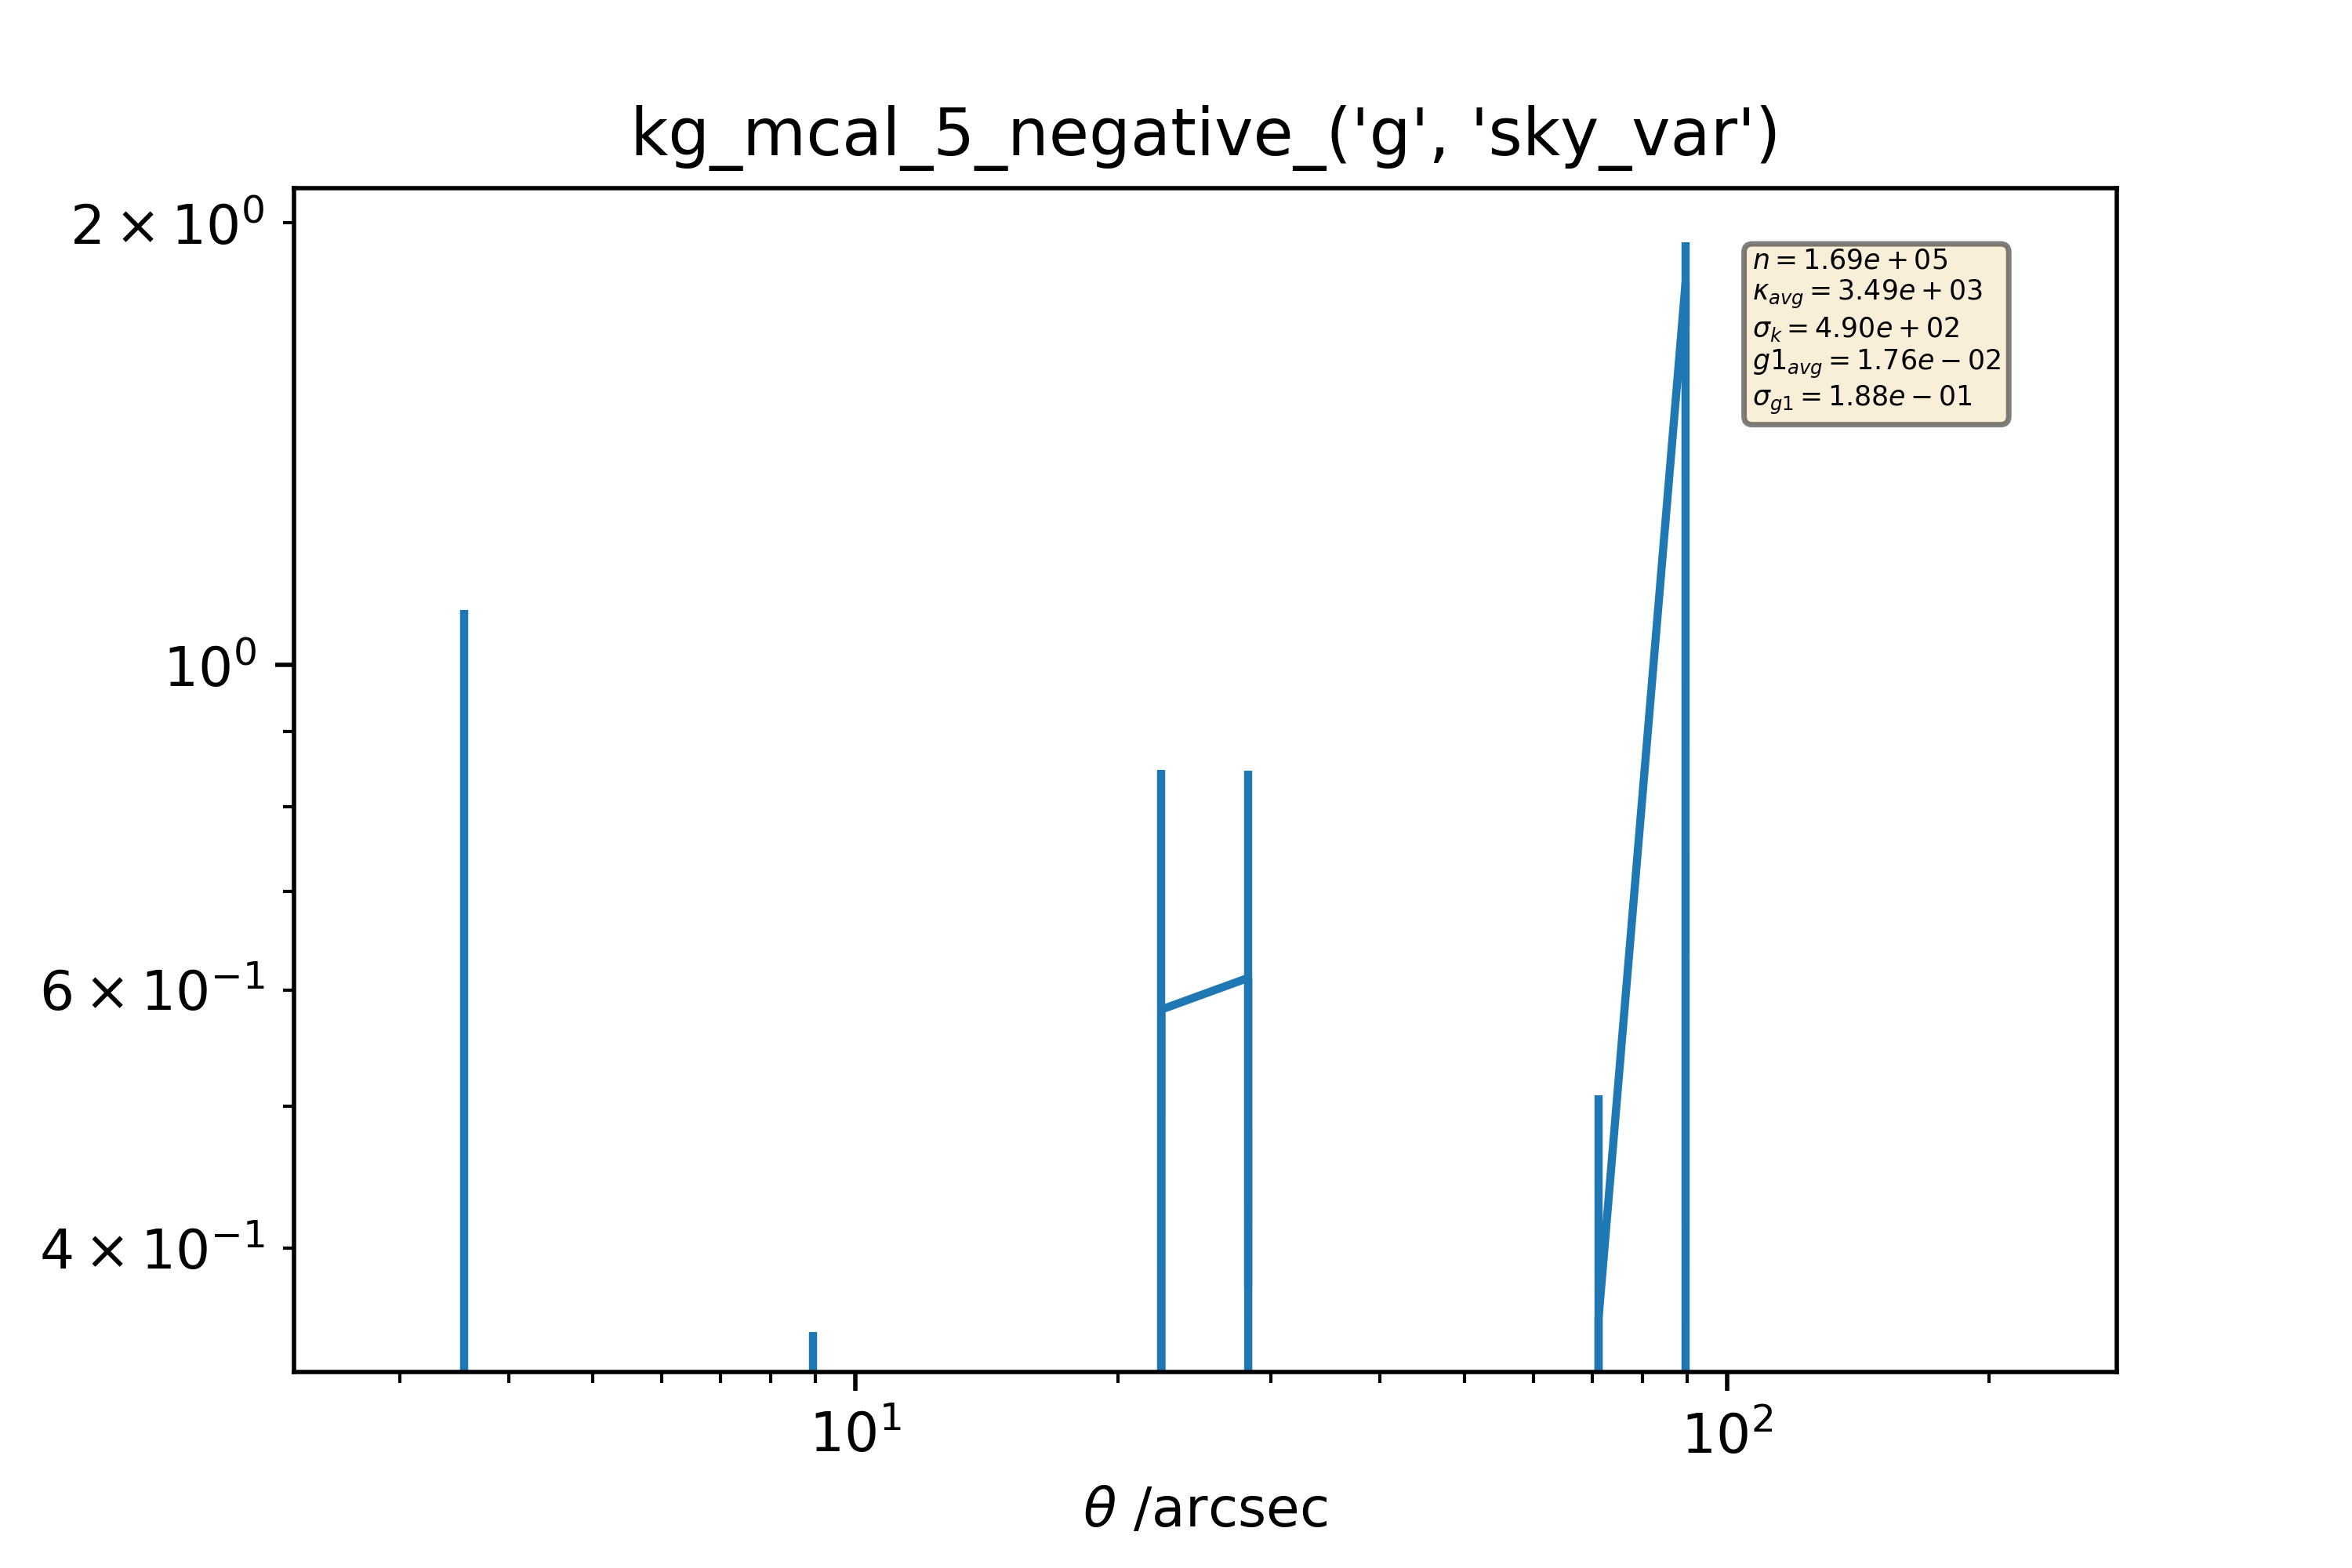 kg_mcal_5_negative_('g', 'sky_var')
2 × 10⁰
10⁰
6 × 10⁻¹
4 × 10⁻¹
n = 1.69e + 05
κ_avg = 3.49e + 03
σ_k = 4.90e + 02
g1_avg = 1.76e − 02
σ_g1 = 1.88e − 01
10¹ 10²
θ /arcsec